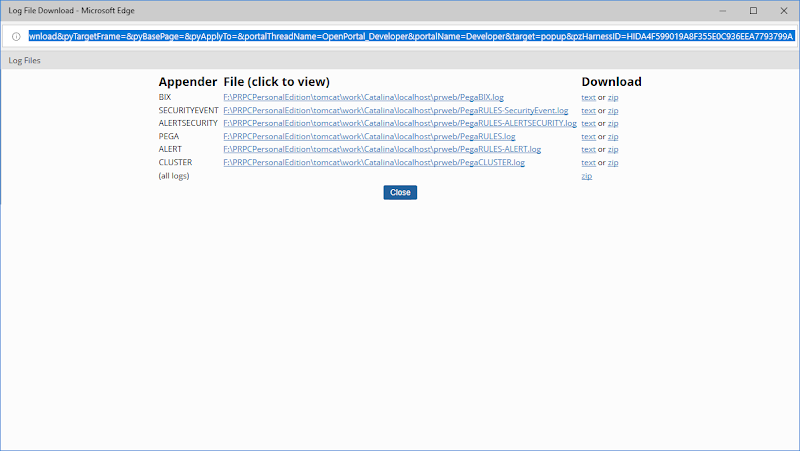 Log File Download - Microsoft Edge
wnload&pyTargetFrame=&pyBasePage=&pyApplyTo=&portalThreadName=OpenPortal_Developer&portalName=Developer&target=popup&pzHarnessID=HIDA4F599019A8F355E0C936EEA7793799A
Log Files
Appender File (click to view) Download
BIX F:\PRPCPersonalEdition\tomcat\work\Catalina\localhost\prweb/PegaBIX.log text or zip
SECURITYEVENT F:\PRPCPersonalEdition\tomcat\work\Catalina\localhost\prweb/PegaRULES-SecurityEvent.log text or zip
ALERTSECURITY F:\PRPCPersonalEdition\tomcat\work\Catalina\localhost\prweb/PegaRULES-ALERTSECURITY.log text or zip
PEGA F:\PRPCPersonalEdition\tomcat\work\Catalina\localhost\prweb/PegaRULES.log text or zip
ALERT F:\PRPCPersonalEdition\tomcat\work\Catalina\localhost\prweb/PegaRULES-ALERT.log text or zip
CLUSTER F:\PRPCPersonalEdition\tomcat\work\Catalina\localhost\prweb/PegaCLUSTER.log text or zip
(all logs) zip
Close